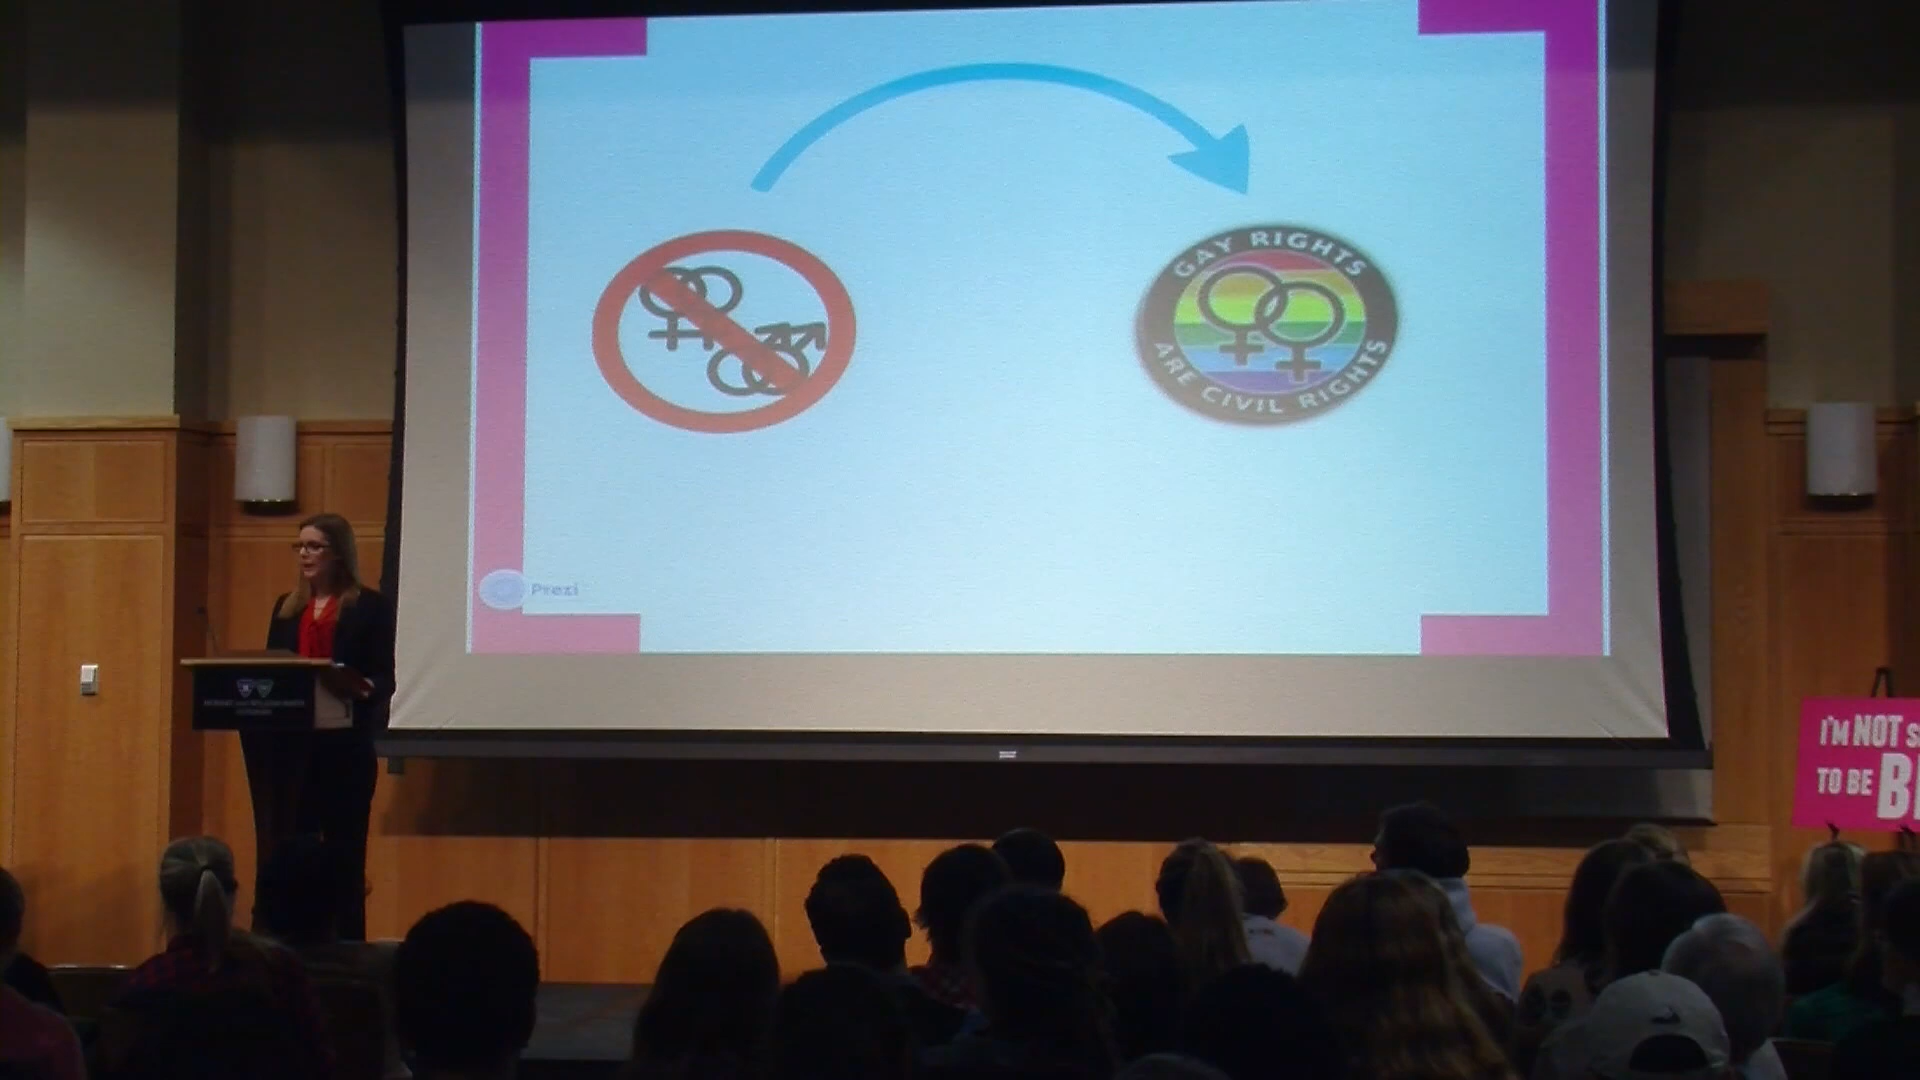 GAY RIGHTS
ARE CIVIL RIGHTS
Prezi
I'M NOT
TO BE